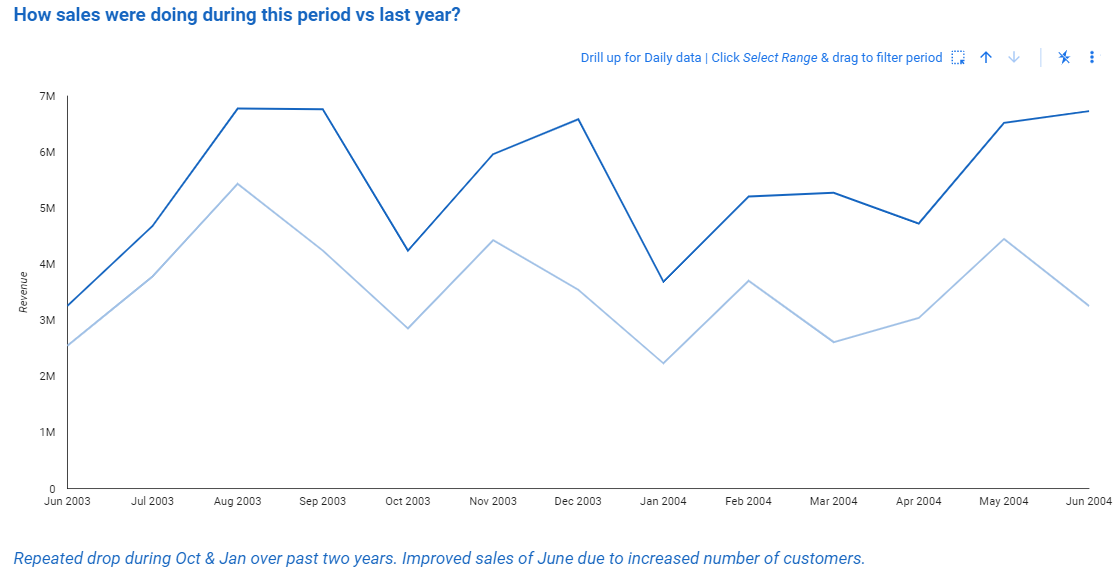 How sales were doing during this period vs last year?
Drill up for Daily data | Click Select Range & drag to filter period
7M
6M
5M
4M
3M
2M
1M
0
Revenue
Jun 2003 Jul 2003 Aug 2003 Sep 2003 Oct 2003 Nov 2003 Dec 2003 Jan 2004 Feb 2004 Mar 2004 Apr 2004 May 2004 Jun 2004
Repeated drop during Oct & Jan over past two years. Improved sales of June due to increased number of customers.